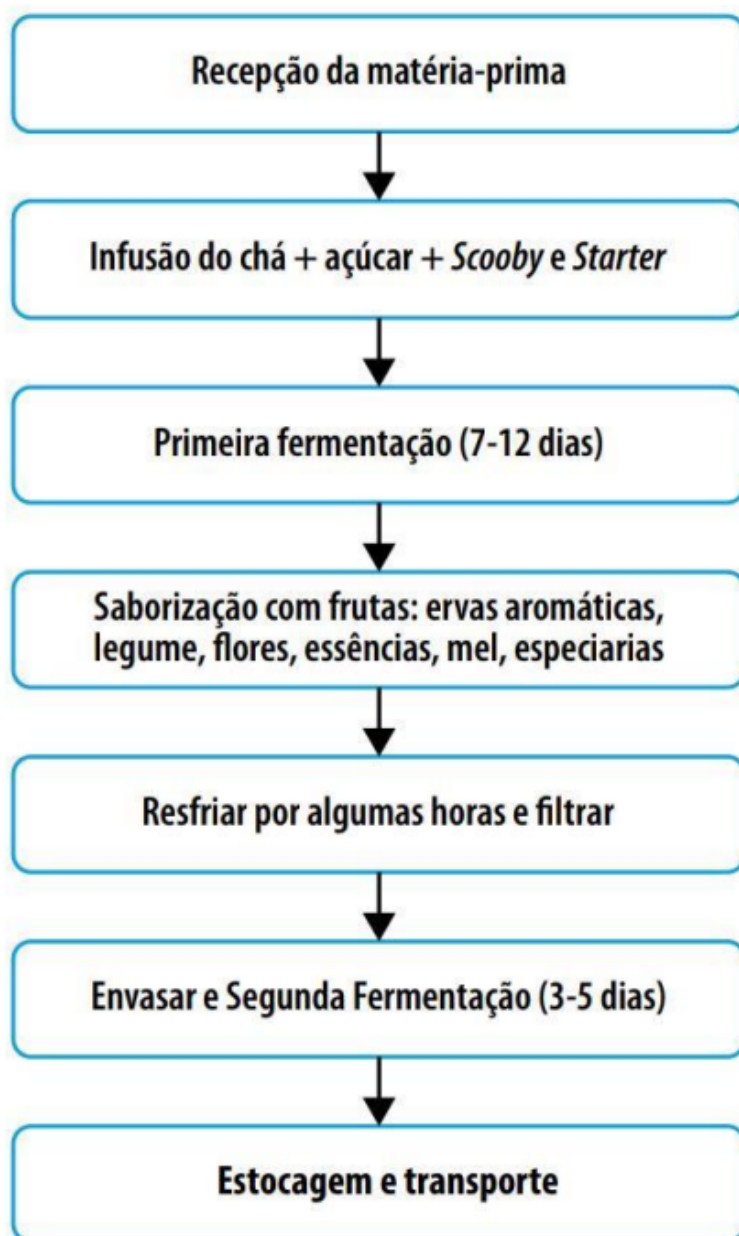 Recepção da matéria-prima
Infusão do chá + açúcar + Scooby e Starter
Primeira fermentação (7-12 dias)
Saborização com frutas: ervas aromáticas,
legume, flores, essências, mel, especiarias
Resfriar por algumas horas e filtrar
Envasar e Segunda Fermentação (3-5 dias)
Estocagem e transporte